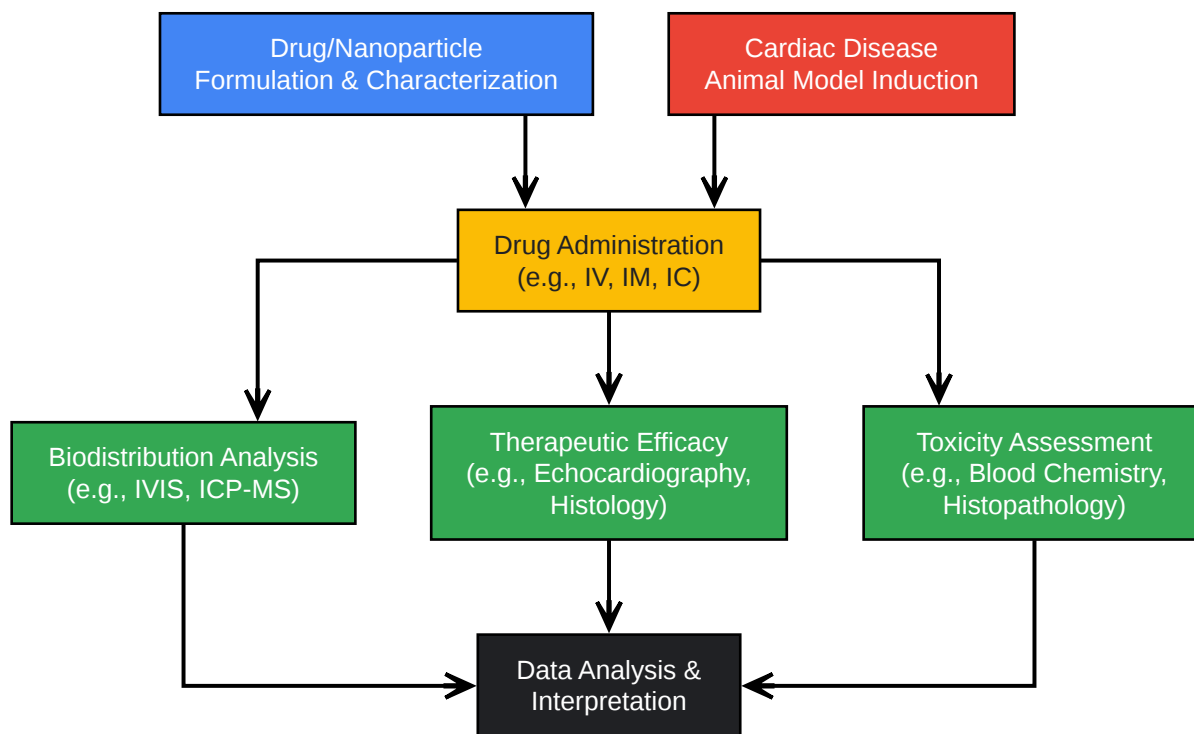 Drug/Nanoparticle
Formulation & Characterization
Cardiac Disease
Animal Model Induction
Drug Administration
(e.g., IV, IM, IC)
Biodistribution Analysis
(e.g., IVIS, ICP-MS)
Therapeutic Efficacy
(e.g., Echocardiography,
Histology)
Toxicity Assessment
(e.g., Blood Chemistry,
Histopathology)
Data Analysis &
Interpretation